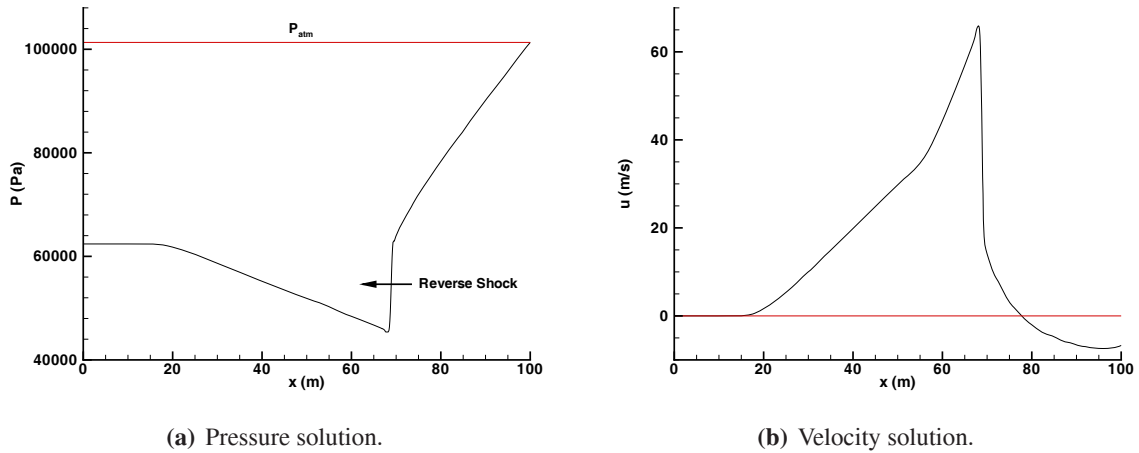 P (Pa)
100000
80000
60000
40000
P_atm
Reverse Shock
0 20 40 60 80 100
x (m)
u (m/s)
60
40
20
0
0 20 40 60 80 100
x (m)
(a) Pressure solution.
(b) Velocity solution.